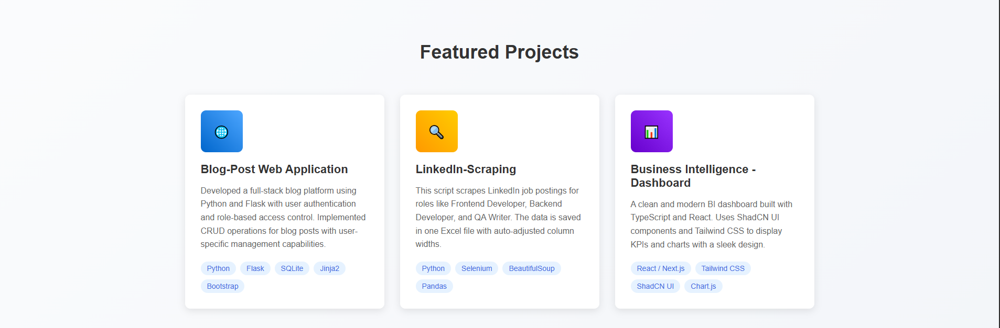 Featured Projects
Blog-Post Web Application
Developed a full-stack blog platform using
Python and Flask with user authentication
and role-based access control. Implemented
CRUD operations for blog posts with user-
specific management capabilities.
Python Flask SQLite Jinja2
Bootstrap
LinkedIn-Scraping
This script scrapes LinkedIn job postings for
roles like Frontend Developer, Backend
Developer, and QA Writer. The data is saved
in one Excel file with auto-adjusted column
widths.
Python Selenium BeautifulSoup
Pandas
Business Intelligence -
Dashboard
A clean and modern BI dashboard built with
TypeScript and React. Uses ShadCN UI
components and Tailwind CSS to display
KPIs and charts with a sleek design.
React / Next.js Tailwind CSS
ShadCN UI Chart.js